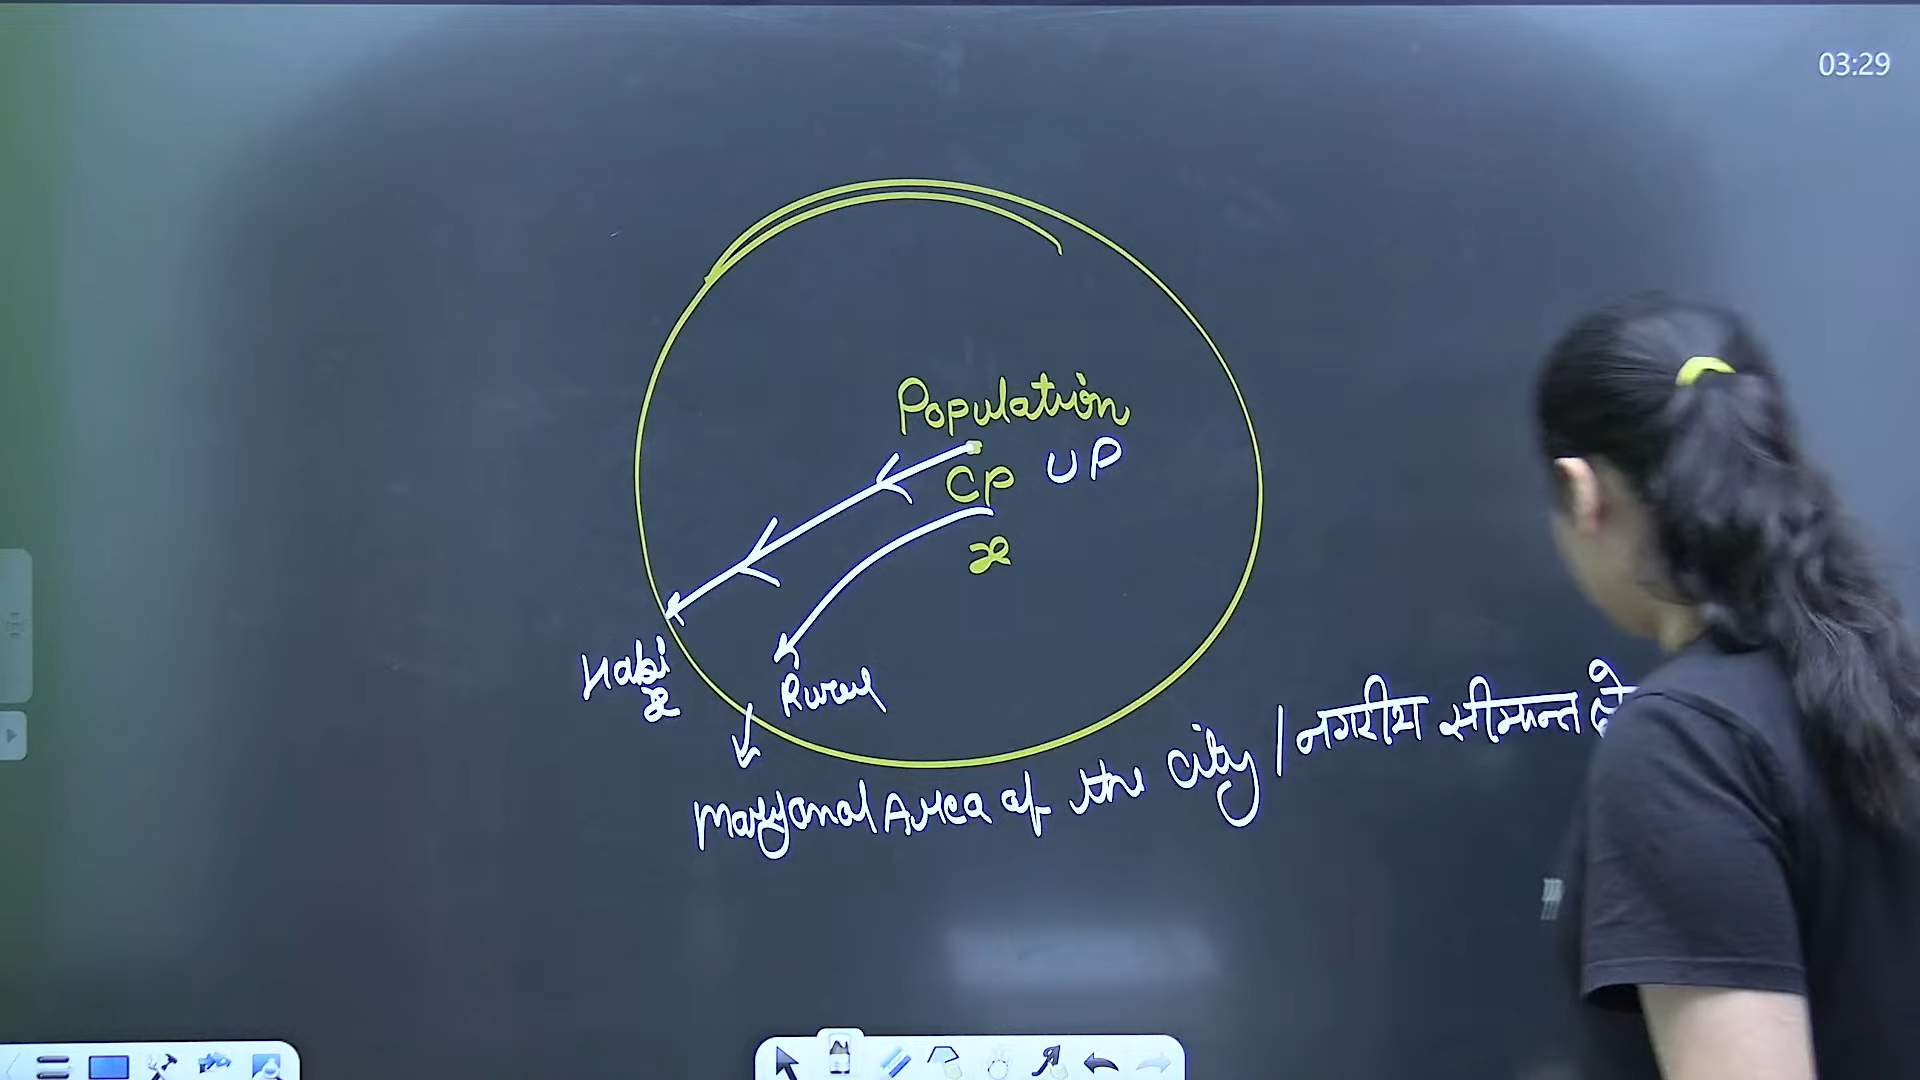 03:29
Population
CP UP
x
Habi
x
Rural
Marginal Area of the city / नगरीय सीमान्त